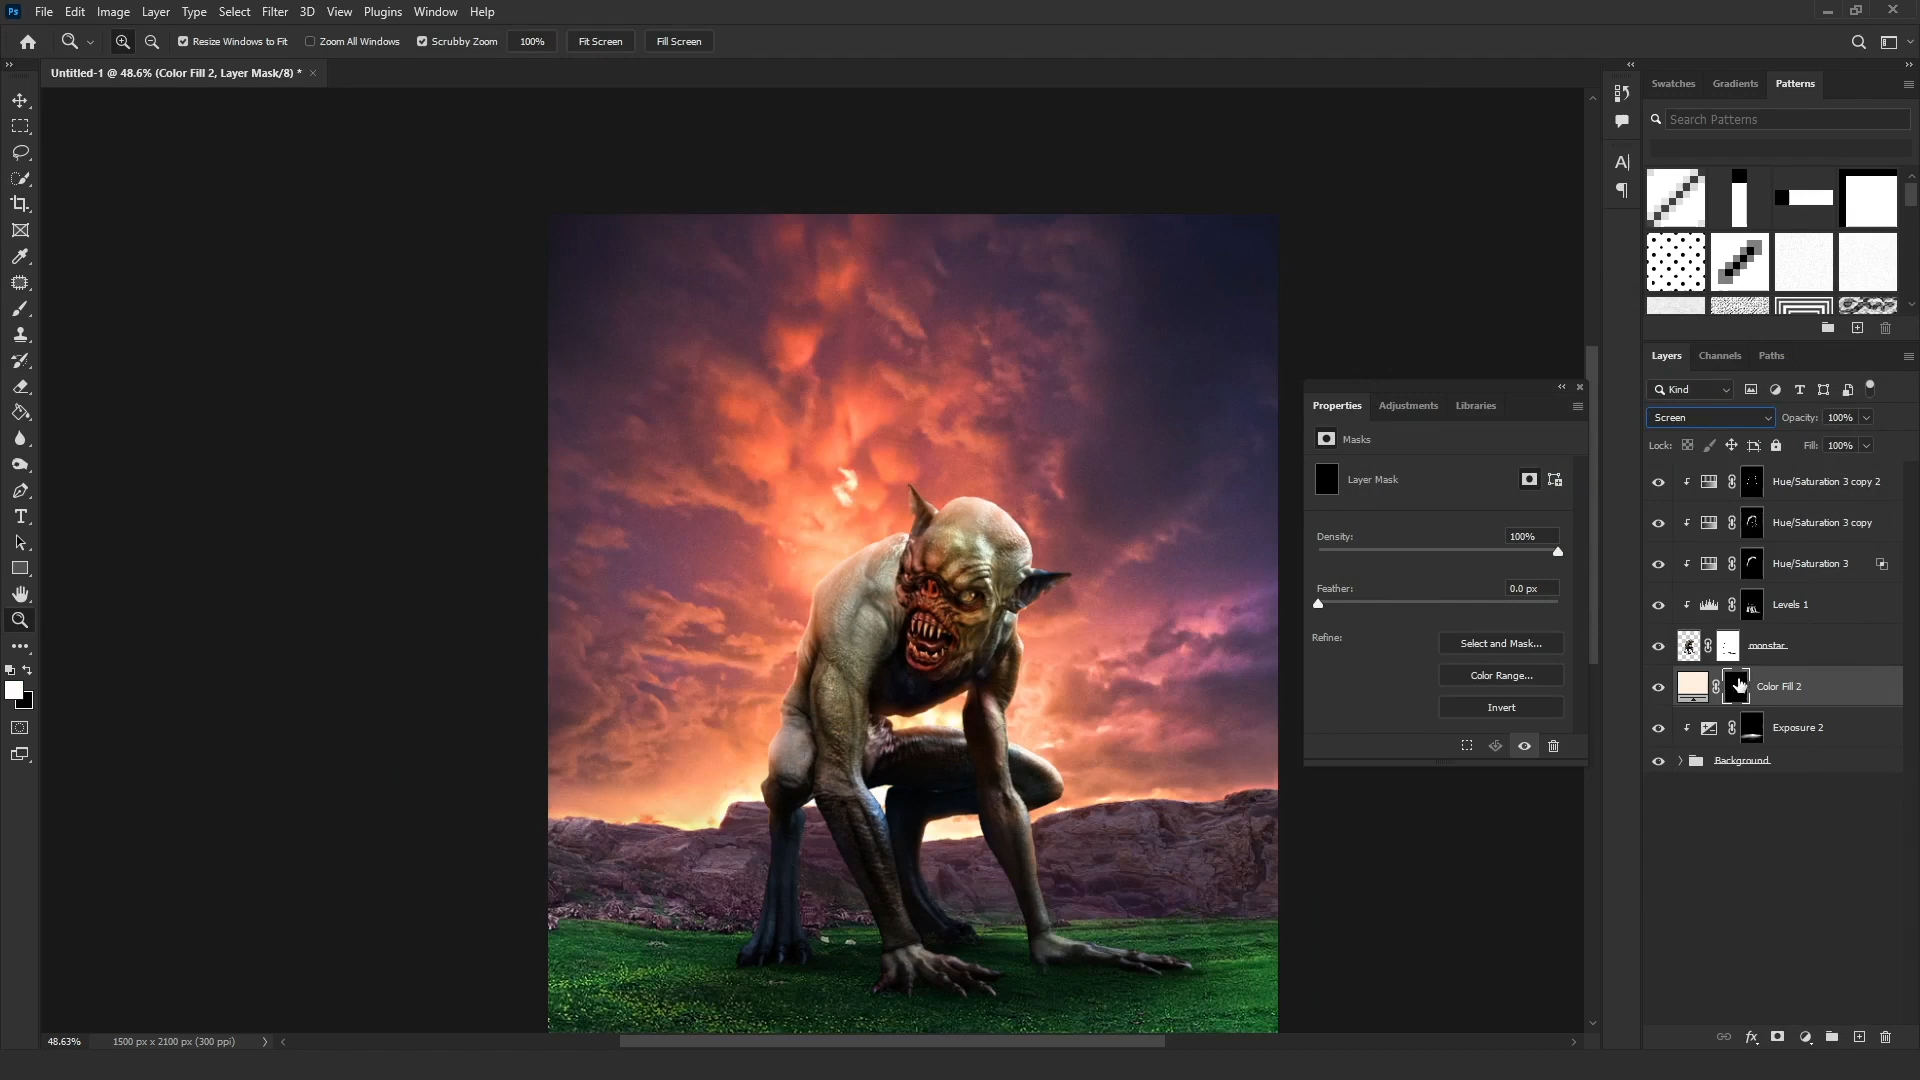 Ps File Edit Image Layer Type Select Filter 3D View Plugins Window Help
Resize Windows to Fit Zoom All Windows Scrubby Zoom 100% Fit Screen Fill Screen
Untitled-1 @ 48.6% (Color Fill 2, Layer Mask/8) *
Swatches Gradients Patterns
Search Patterns
Layers Channels Paths
Kind
Screen Opacity: 100%
Lock: Fill: 100%
Hue/Saturation 3 copy 2
Hue/Saturation 3 copy
Hue/Saturation 3
Levels 1
monstar
Color Fill 2
Exposure 2
Background
Properties Adjustments Libraries
Masks
Layer Mask
Density: 100%
Feather: 0.0 px
Refine: Select and Mask...
Color Range...
Invert
48.63% 1500 px x 2100 px (300 ppi)